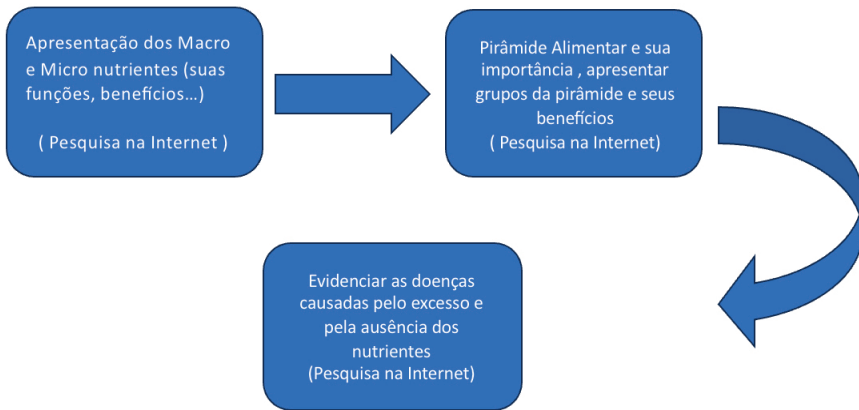 Apresentação dos Macro
e Micro nutrientes (suas
funções, benefícios...)
( Pesquisa na Internet )
Pirâmide Alimentar e sua
importância , apresentar
grupos da pirâmide e seus
benefícios
( Pesquisa na Internet)
Evidenciar as doenças
causadas pelo excesso e
pela ausência dos
nutrientes
(Pesquisa na Internet)